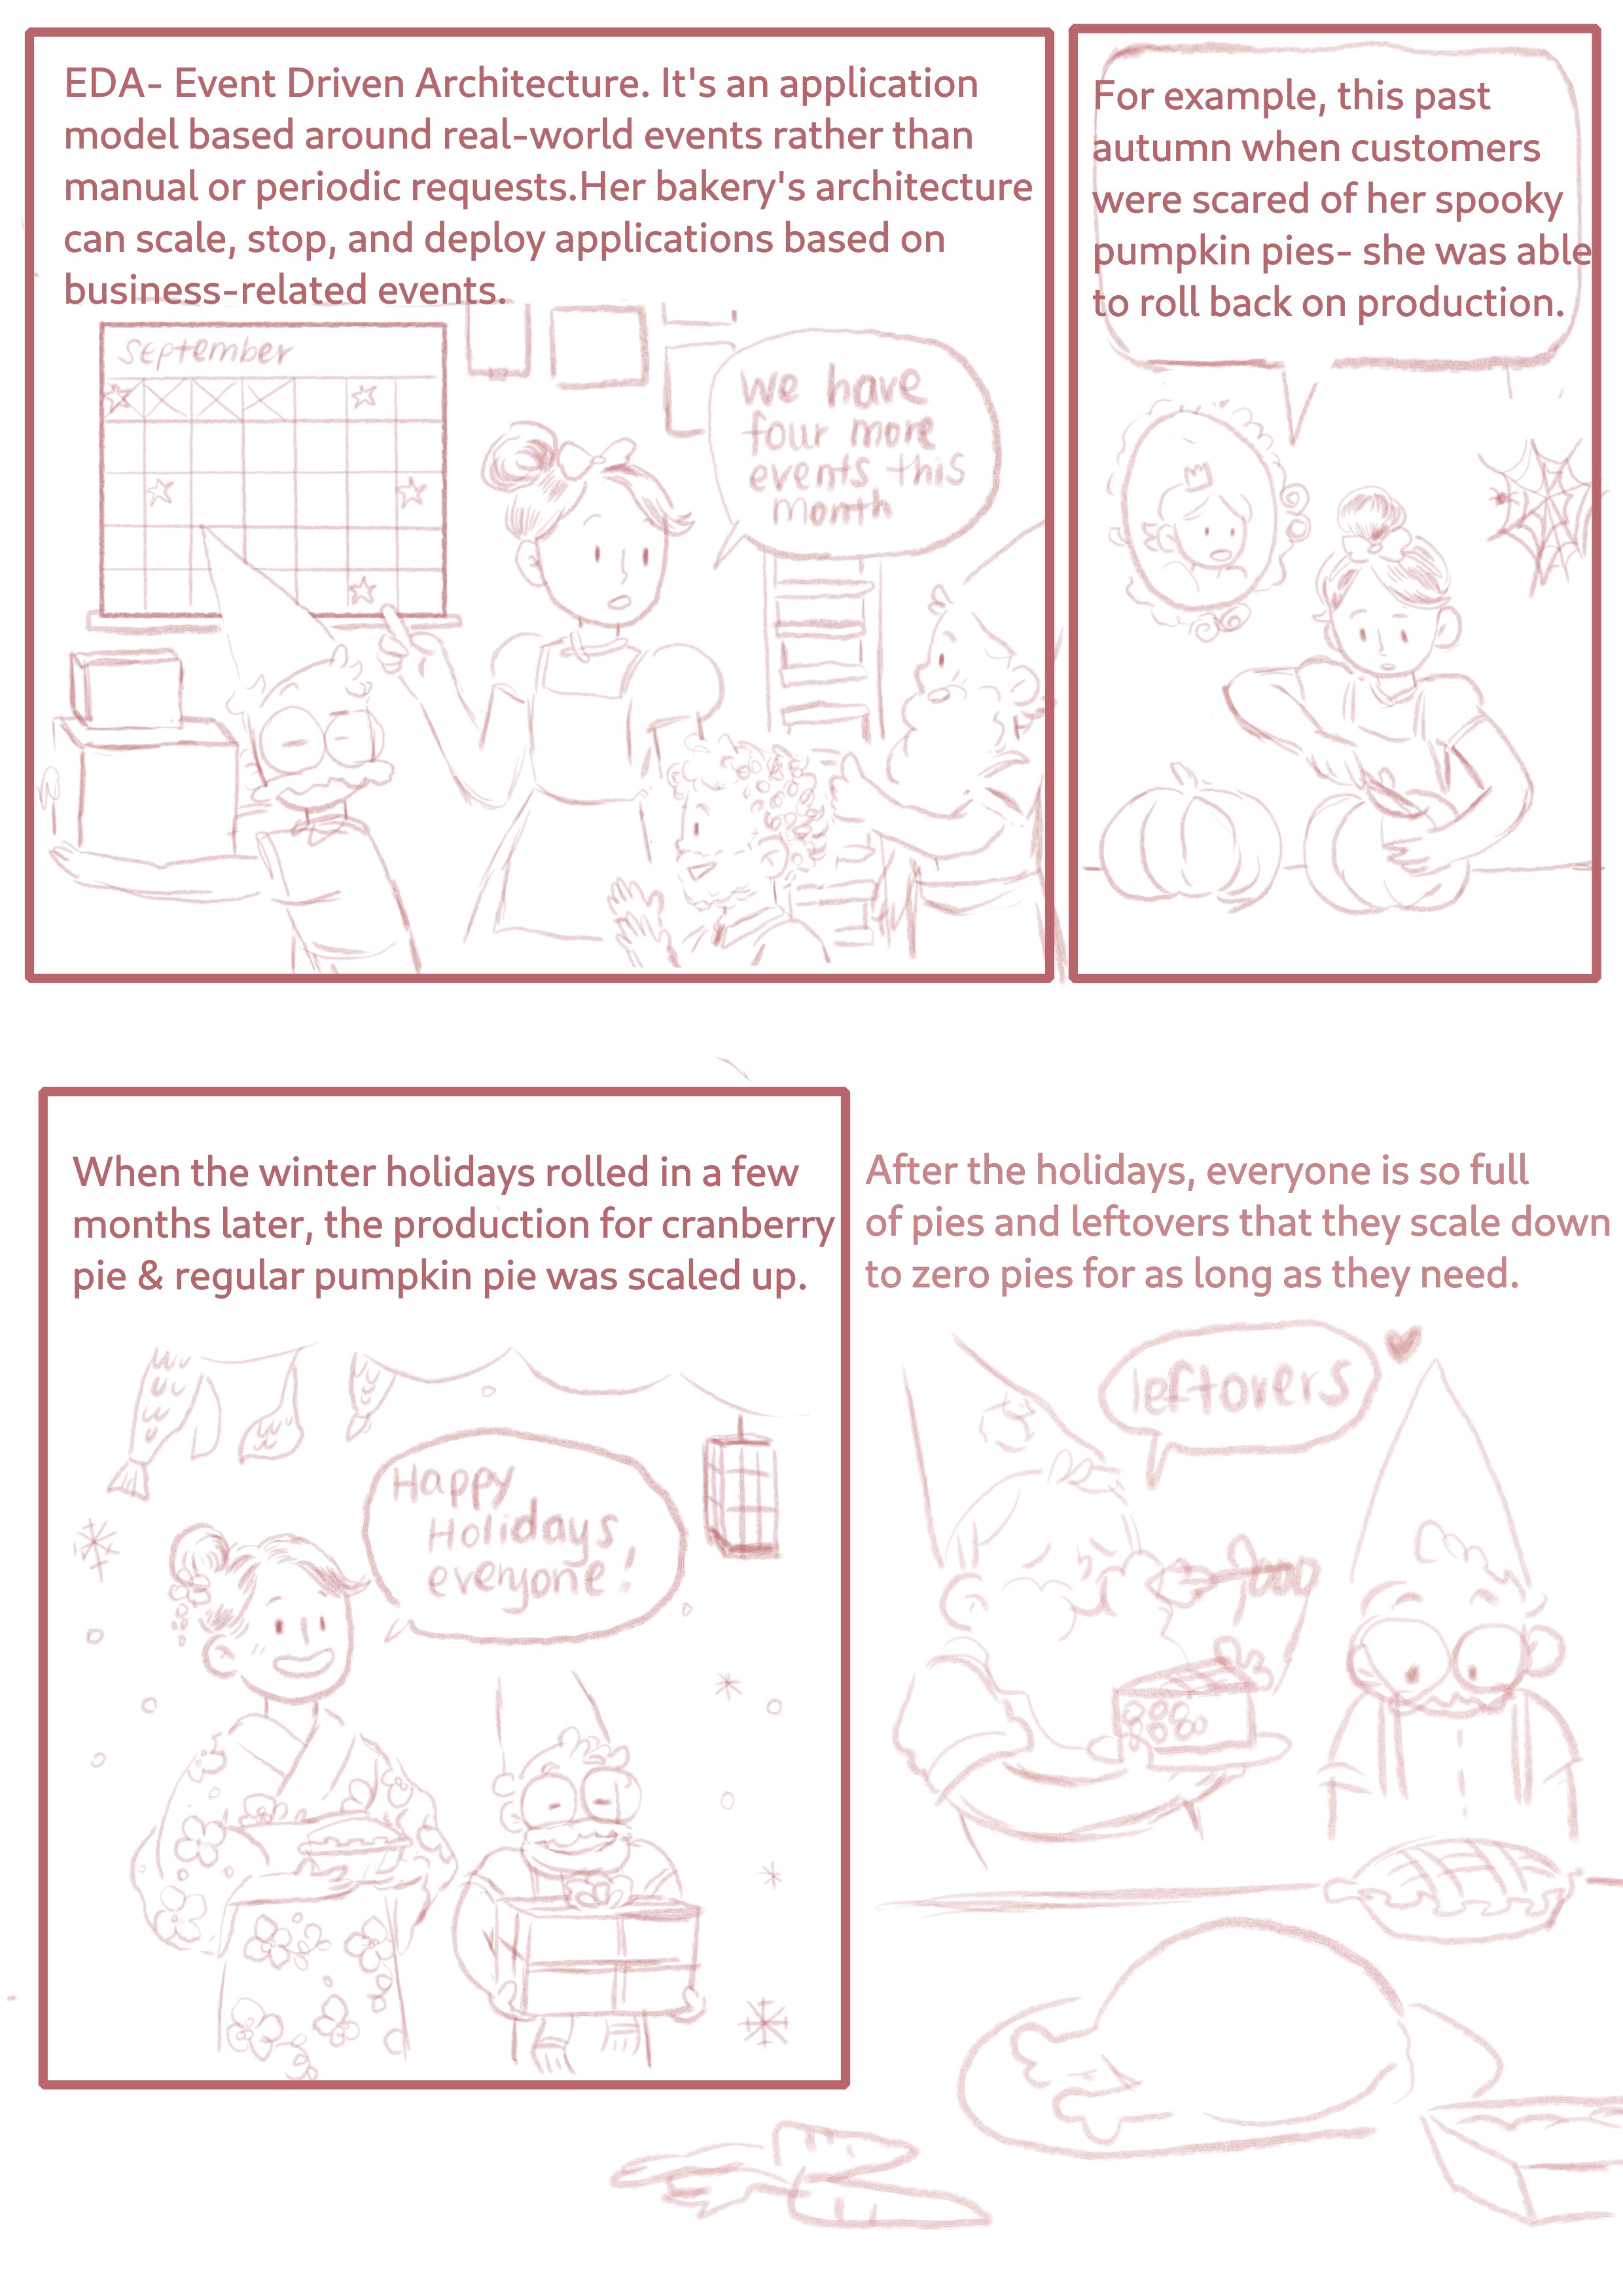 EDA- Event Driven Architecture. It's an application
model based around real-world events rather than
manual or periodic requests.Her bakery's architecture
can scale, stop, and deploy applications based on
business-related events.
september
we have
four more
events this
month
For example, this past
autumn when customers
were scared of her spooky
pumpkin pies- she was able
to roll back on production.
When the winter holidays rolled in a few
months later, the production for cranberry
pie & regular pumpkin pie was scaled up.
Happy
Holidays
everyone!
After the holidays, everyone is so full
of pies and leftovers that they scale down
to zero pies for as long as they need.
leftovers